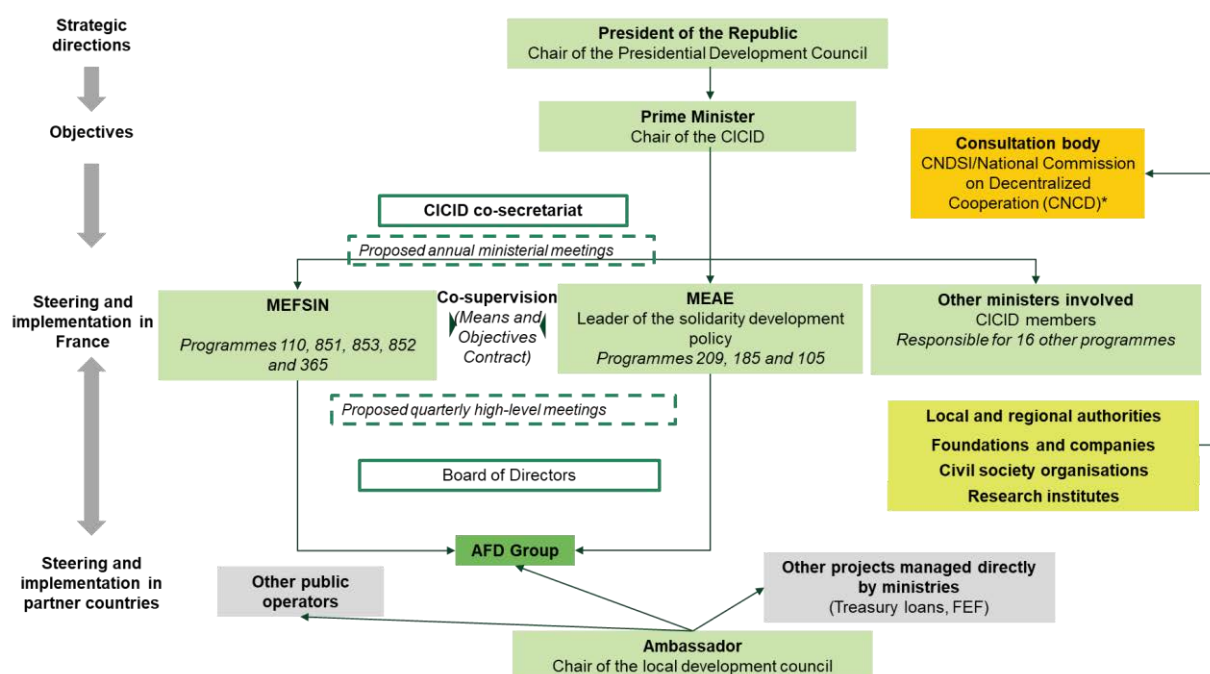 Strategic
directions
President of the Republic
Chair of the Presidential Development Council
Objectives
Prime Minister
Chair of the CICID
Consultation body
CNDSI/National Commission
on Decentralized
Cooperation (CNCD)*
CICID co-secretariat
Proposed annual ministerial meetings
Steering and
implementation in
France
MEFSIN
Programmes 110, 851, 853, 852
and 365
Co-supervision
(Means and
Objectives
Contract)
MEAE
Leader of the solidarity development
policy
Programmes 209, 185 and 105
Other ministers involved
CICID members
Responsible for 16 other programmes
Proposed quarterly high-level meetings
Local and regional authorities
Foundations and companies
Civil society organisations
Research institutes
Board of Directors
Steering and
implementation in
partner countries
AFD Group
Other public
operators
Other projects managed directly
by ministries
(Treasury loans, FEF)
Ambassador
Chair of the local development council